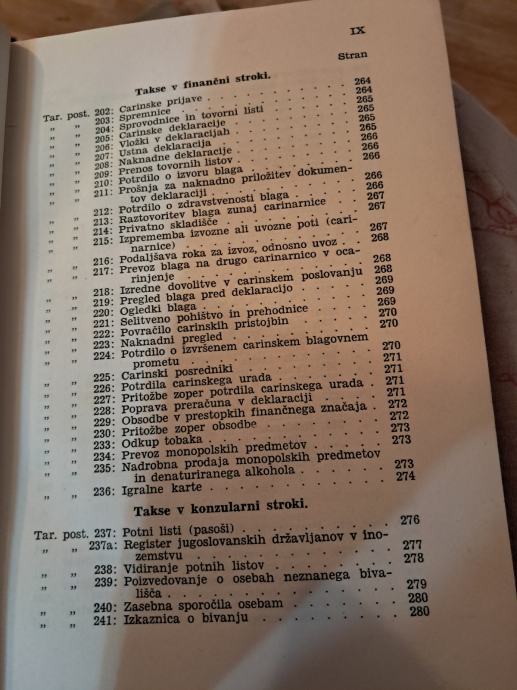 IX
Stran
Takse v finančni stroki.
Tar. post. 202: Carinske prijave . . . . . . . . . . . 264
„ „ 203: Spremnice . . . . . . . . . . . 264
„ „ 204: Sprovodnice in tovorni listi . . . . 265
„ „ 205: Carinske deklaracije . . . . . . 265
„ „ 206: Vložki v deklaracijah . . . . . . 265
„ „ 207: Ustna deklaracija . . . . . . . 266
„ „ 208: Naknadne deklaracije . . . . . . 266
„ „ 209: Prenos tovornih listov . . . . . . 266
„ „ 210: Potrdilo o izvoru blaga . . . . .
„ „ 211: Prošnja za naknadno priložitev dokumen-
tov deklaraciji . . . . . . . . 266
„ „ 212: Potrdilo o zdravstvenosti blaga . . . 266
„ „ 213: Raztovoritev blaga zunaj carinarnice . 267
„ „ 214: Privatno skladišče . . . . . . . 267
„ „ 215: Izprememba izvozne ali uvozne poti (cari-
narnice) . . . . . . . . . . 267
„ „ 216: Podaljšava roka za izvoz, odnosno uvoz . 268
„ „ 217: Prevoz blaga na drugo carinarnico v oca-
rinjenje . . . . . . . . . . 268
„ „ 218: Izredne dovolitve v carinskem poslovanju 268
„ „ 219: Pregled blaga pred deklaracijo . . . 269
„ „ 220: Ogledki blaga . . . . . . . . 269
„ „ 221: Selitveno pohištvo in prehodnice . . . 270
„ „ 222: Povračilo carinskih pristojbin . . . . 270
„ „ 223: Naknadni pregled . . . . . . .
„ „ 224: Potrdilo o izvršenem carinskem blagovnem
prometu . . . . . . . . . . 270
„ „ 225: Carinski posredniki . . . . . . . 271
„ „ 226: Potrdila carinskega urada . . . . . 271
„ „ 227: Pritožbe zoper potrdila carinskega urada . 271
„ „ 228: Poprava preračuna v deklaraciji . . . 271
„ „ 229: Obsodbe v prestopkih finančnega značaja . 272
„ „ 230: Pritožbe zoper obsodbe . . . . . . 272
„ „ 233: Odkup tobaka . . . . . . . . 273
„ „ 234: Prevoz monopolskih predmetov . . . . 273
„ „ 235: Nadrobna prodaja monopolskih predmetov
in denaturiranega alkohola . . . . . 273
„ „ 236: Igralne karte . . . . . . . . . 274
Takse v konzularni stroki.
Tar. post. 237: Potni listi (pasoši) . . . . . . . . 276
„ „ 237a: Register jugoslovanskih državljanov v ino-
zemstvu . . . . . . . . . . 277
„ „ 238: Vidiranje potnih listov . . . . . . 278
„ „ 239: Poizvedovanje o osebah neznanega biva-
lišča . . . . . . . . . . . 279
„ „ 240: Zasebna sporočila osebam . . . . . 280
„ „ 241: Izkaznica o bivanju . . . . . . . 280